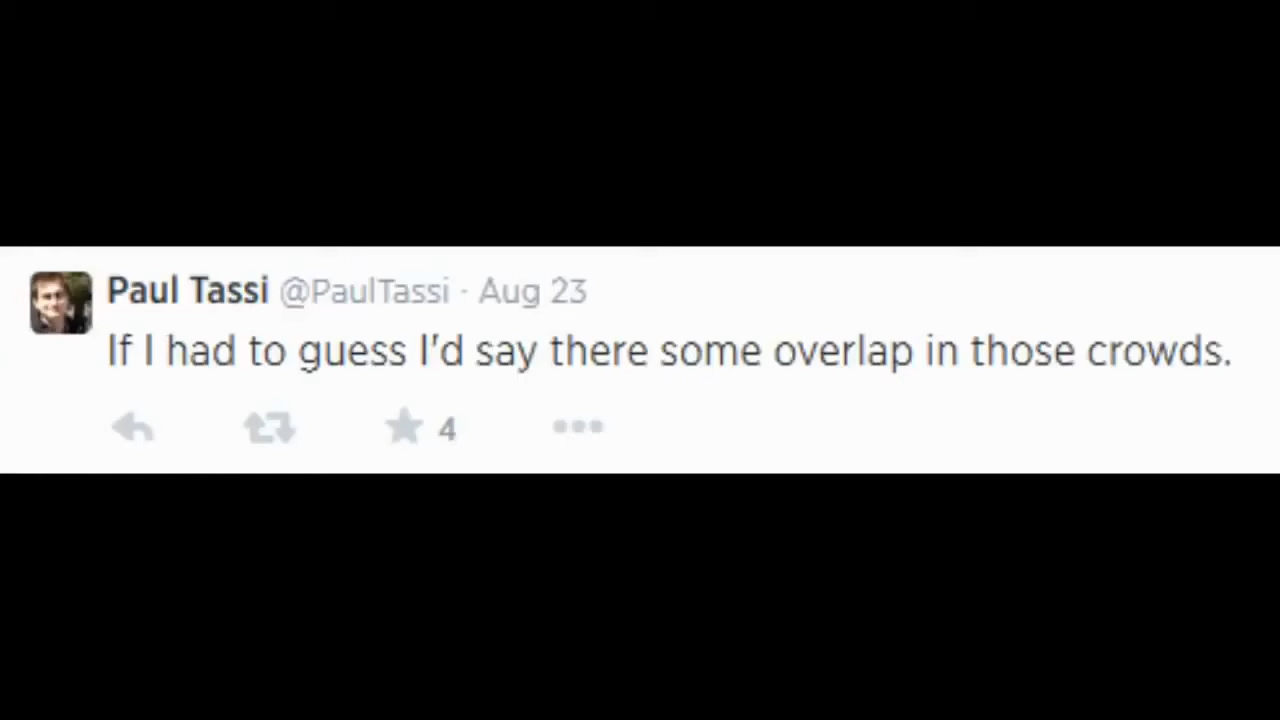 Paul Tassi @PaulTassi · Aug 23
If I had to guess I'd say there some overlap in those crowds.
4